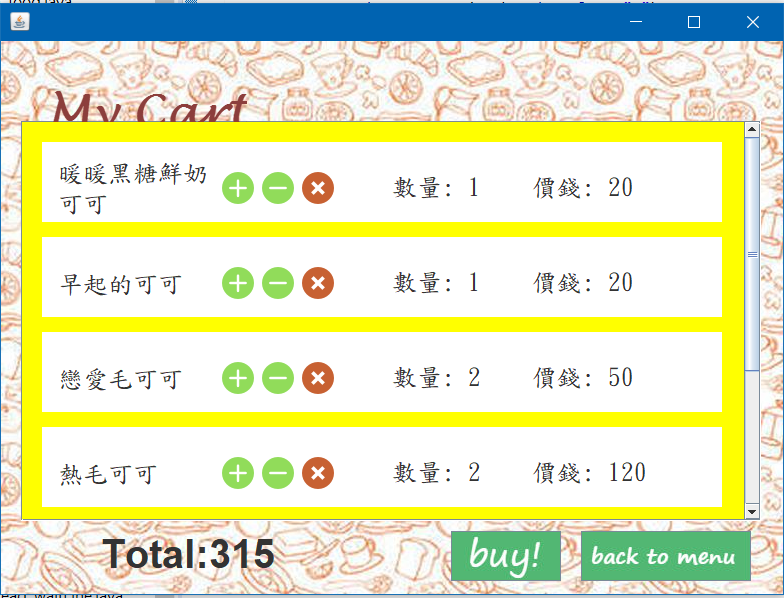 My Cart
暖暖黑糖鮮奶
可可
數量: 1
價錢: 20
早起的可可
數量: 1
價錢: 20
戀愛毛可可
數量: 2
價錢: 50
熱毛可可
數量: 2
價錢: 120
Total:315
buy!
back to menu